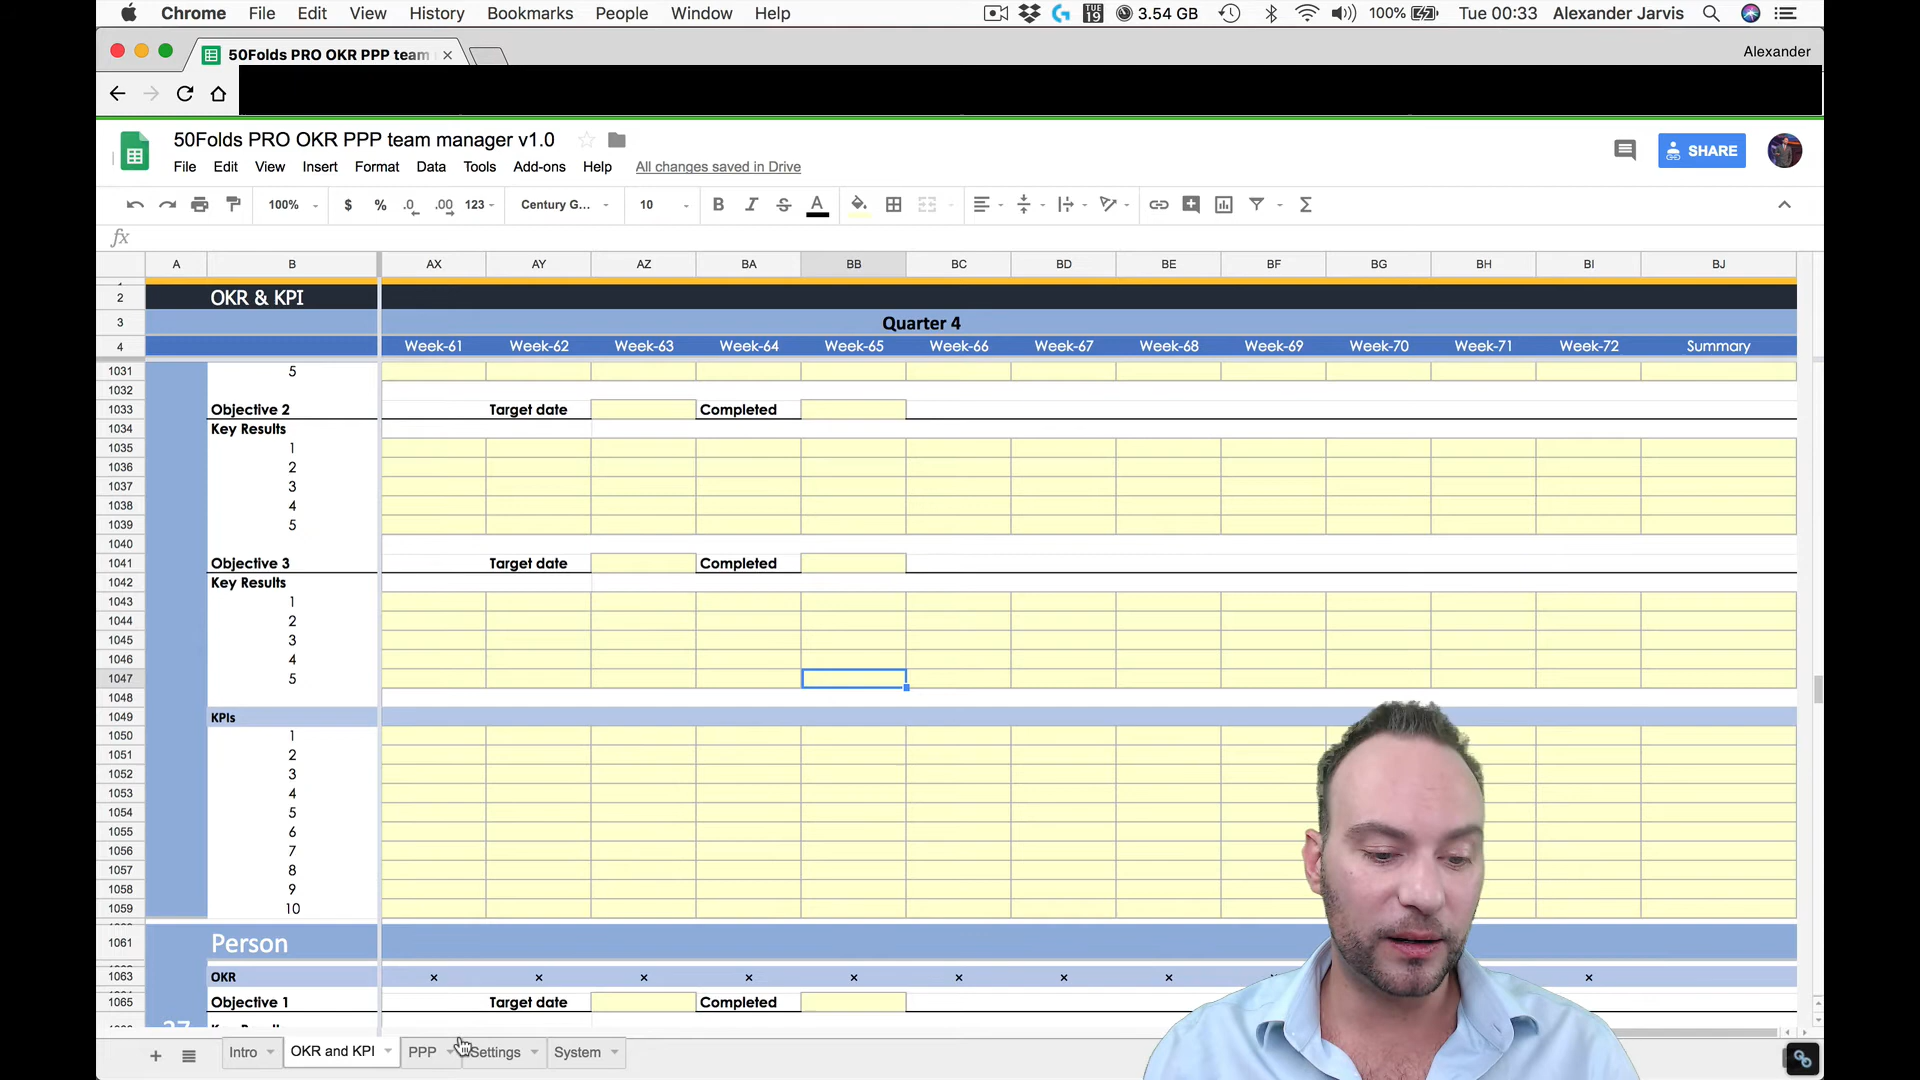 Chrome File Edit View History Bookmarks People Window Help TUE 19 3.54 GB 100% Tue 00:33 Alexander Jarvis
50Folds PRO OKR PPP team
Alexander
50Folds PRO OKR PPP team manager v1.0
SHARE
File Edit View Insert Format Data Tools Add-ons Help All changes saved in Drive
100% $ % .0 .00 123 Century G... 10 B I S A Σ
fx
A B AX AY AZ BA BB BC BD BE BF BG BH BI BJ
2 OKR & KPI
3 Quarter 4
4 Week-61 Week-62 Week-63 Week-64 Week-65 Week-66 Week-67 Week-68 Week-69 Week-70 Week-71 Week-72 Summary
1031 5
1032
1033 Objective 2 Target date Completed
1034 Key Results
1035 1
1036 2
1037 3
1038 4
1039 5
1040
1041 Objective 3 Target date Completed
1042 Key Results
1043 1
1044 2
1045 3
1046 4
1047 5
1048
1049 KPIs
1050 1
1051 2
1052 3
1053 4
1054 5
1055 6
1056 7
1057 8
1058 9
1059 10
1061 Person
1063 OKR × × × × × × × × ×
1065 Objective 1 Target date Completed
Intro OKR and KPI PPP Settings System